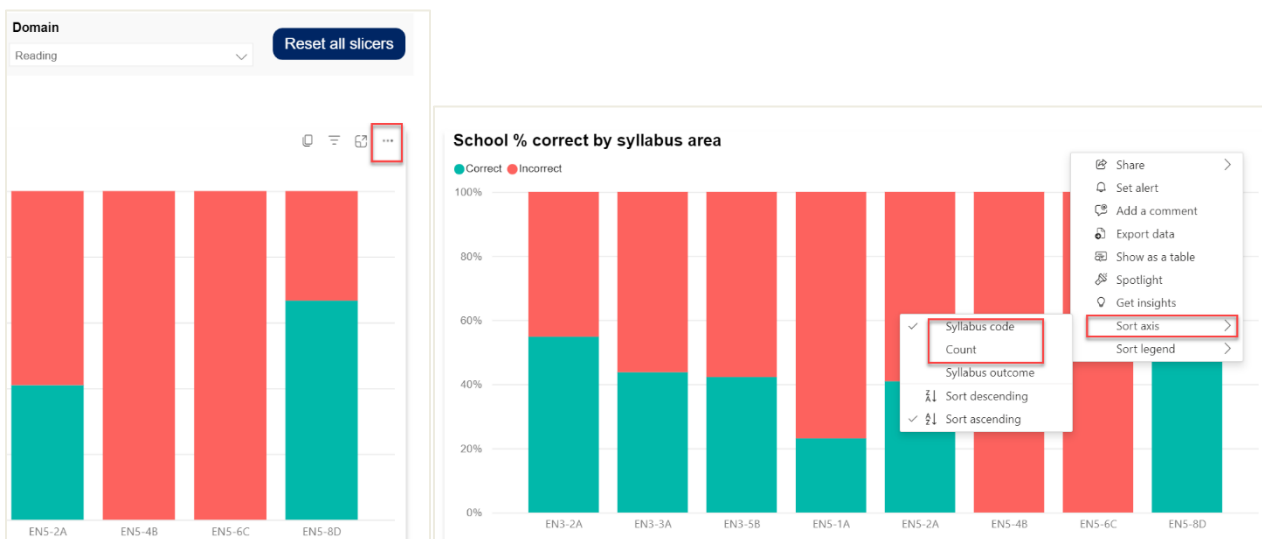 Domain
Reading
Reset all slicers
EN5-2A EN5-4B EN5-6C EN5-8D
School % correct by syllabus area
Correct Incorrect
100%
80%
60%
40%
20%
0%
EN3-2A EN3-3A EN3-5B EN5-1A EN5-2A EN5-4B EN5-6C EN5-8D
Share
Set alert
Add a comment
Export data
Show as a table
Spotlight
Get insights
Sort axis
Sort legend
Syllabus code
Count
Syllabus outcome
Sort descending
Sort ascending